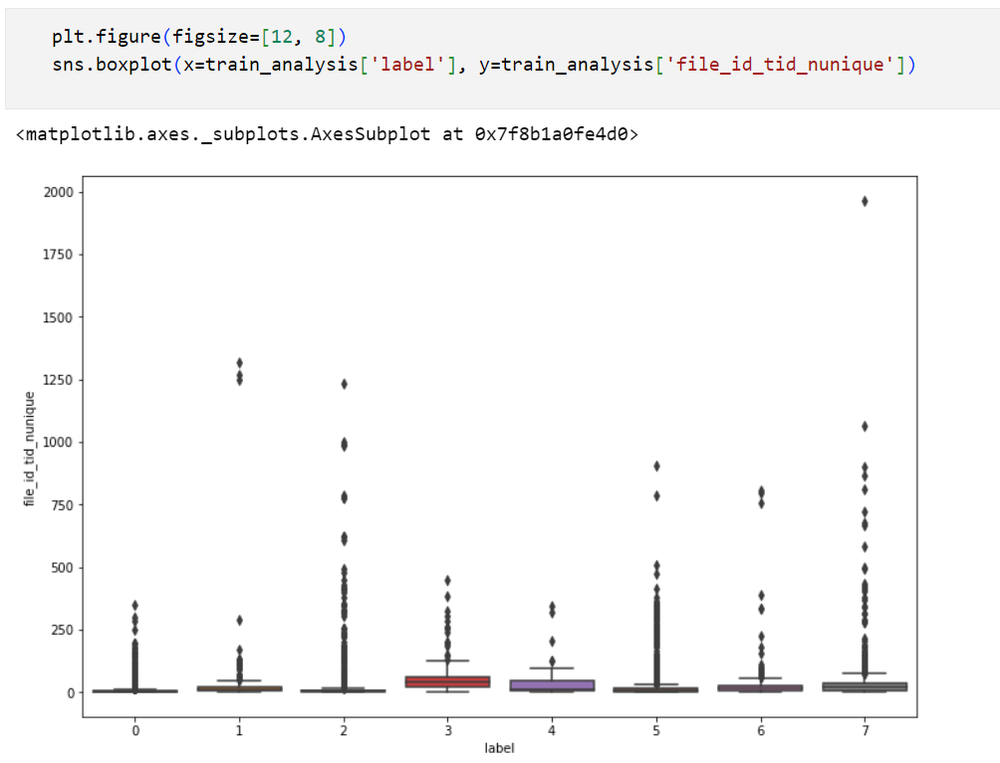 plt.figure(figsize=[12, 8])
sns.boxplot(x=train_analysis['label'], y=train_analysis['file_id_tid_nunique'])
<matplotlib.axes._subplots.AxesSubplot at 0x7f8b1a0fe4d0>
2000
1750
1500
1250
1000
750
500
250
0
file_id_tid_nunique
0 1 2 3 4 5 6 7
label